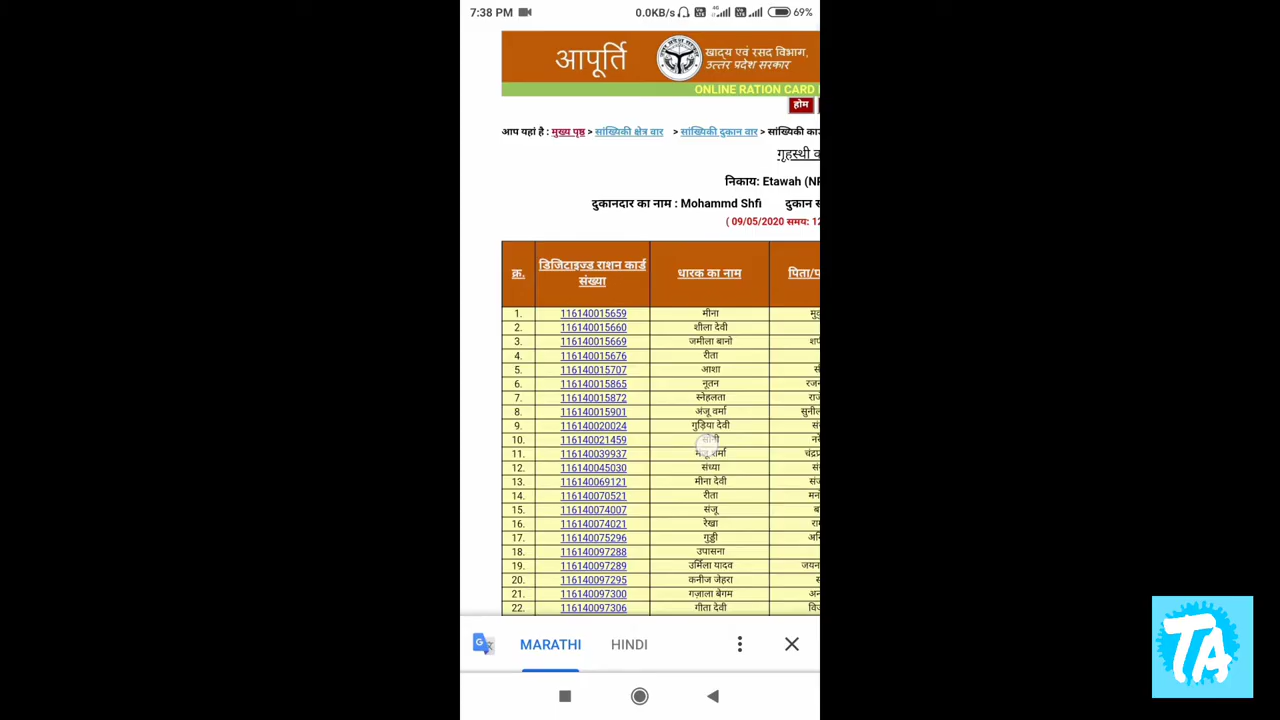 7:38 PM 0.0KB/s 4G 69%
आपूर्ति
खाद्य एवं रसद विभाग,
उत्तर प्रदेश सरकार
ONLINE RATION CARD
होम
आप यहां है : मुख्य पृष्ठ > सांख्यिकी क्षेत्र वार > सांख्यिकी दुकान वार > सांख्यिकी
गृहस्थी
निकाय: Etawah
दुकानदार का नाम : Mohammd Shfi दुकान
( 09/05/2020 समय: 12
क्र. डिजिटाइज्ड राशन कार्ड संख्या धारक का नाम पिता/
1. 116140015659 मीना
2. 116140015660 शीला देवी
3. 116140015669 जमीला बानो
4. 116140015676 रीता
5. 116140015707 आशा
6. 116140015865 नूतन
7. 116140015872 स्नेहलता
8. 116140015901 अंजू वर्मा
9. 116140020024 गुड़िया देवी
10. 116140021459
11. 116140039937
12. 116140045030 संध्या
13. 116140069121 मीना देवी
14. 116140070521 रीता
15. 116140074007 संजू
16. 116140074021 रेखा
17. 116140075296 गुड्डी
18. 116140097288 उपासना
19. 116140097289 उर्मिला यादव
20. 116140097295 कनीज जेहरा
21. 116140097300 गज़ाला बेगम
22. 116140097306 गीता देवी
MARATHI HINDI
TA